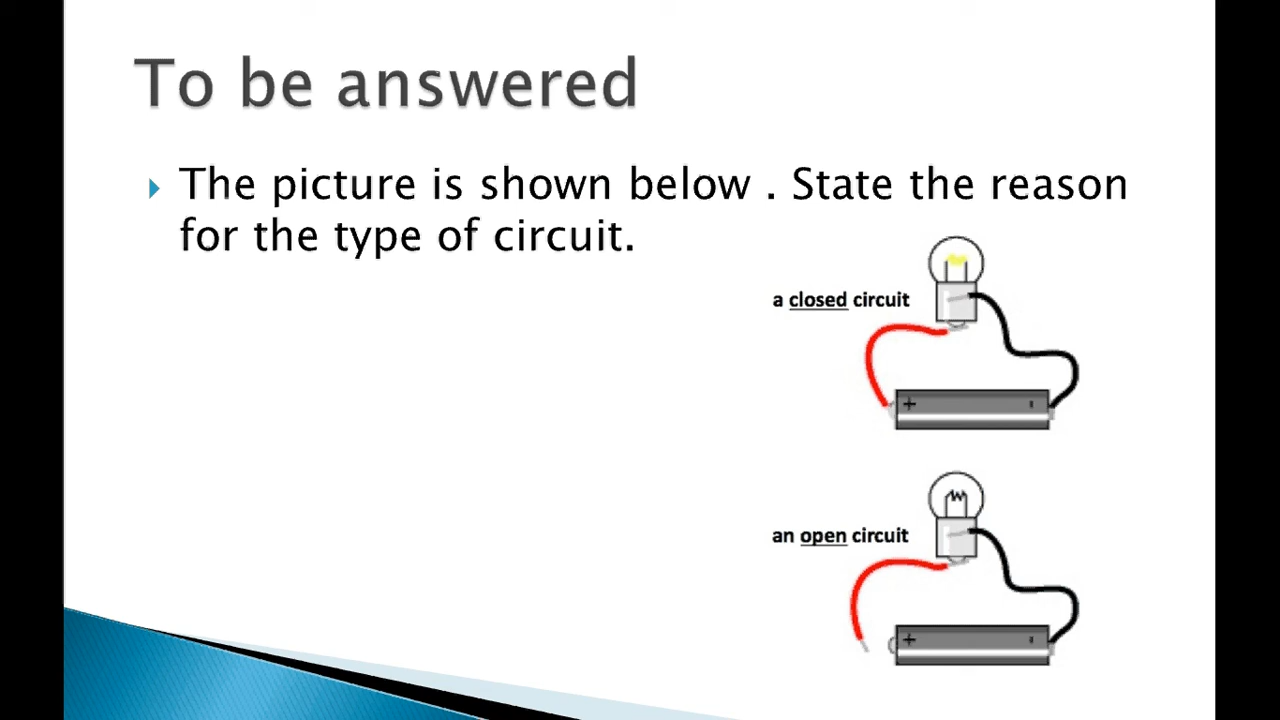 To be answered
The picture is shown below . State the reason
for the type of circuit.
a closed circuit
+ -
an open circuit
+ -